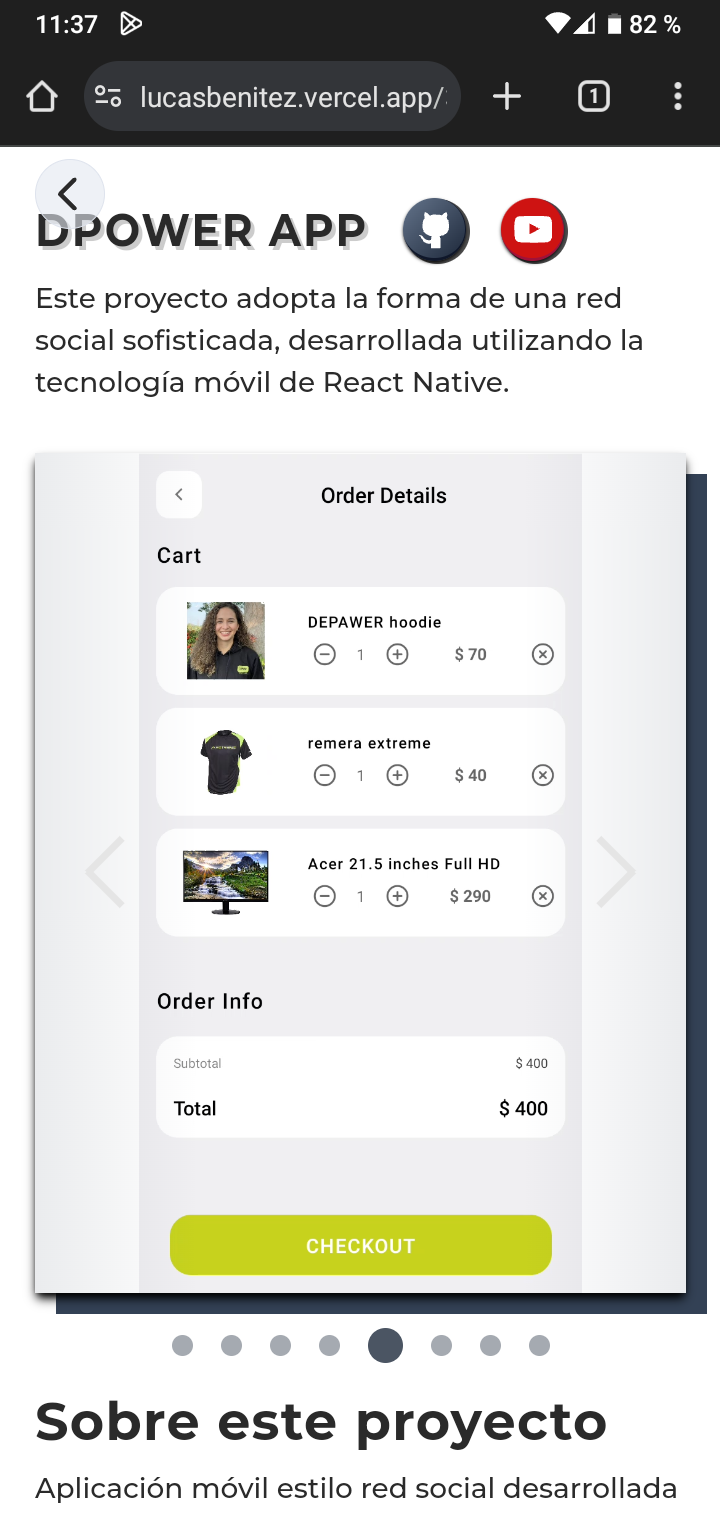 11:37
82 %
lucasbenitez.vercel.app/
1
DPOWER APP
Este proyecto adopta la forma de una red
social sofisticada, desarrollada utilizando la
tecnología móvil de React Native.
Order Details
Cart
DEPAWER hoodie
1
$ 70
remera extreme
1
$ 40
Acer 21.5 inches Full HD
1
$ 290
Order Info
Subtotal
$ 400
Total
$ 400
CHECKOUT
Sobre este proyecto
Aplicación móvil estilo red social desarrollada